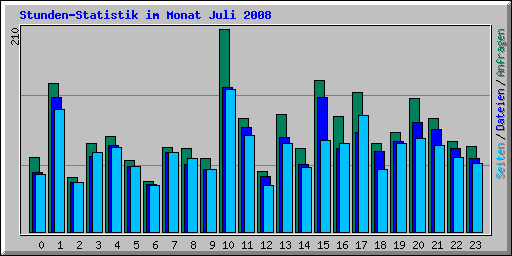 Stunden-Statistik im Monat Juli 2008
210
Seiten / Dateien / Anfragen
0 1 2 3 4 5 6 7 8 9 10 11 12 13 14 15 16 17 18 19 20 21 22 23